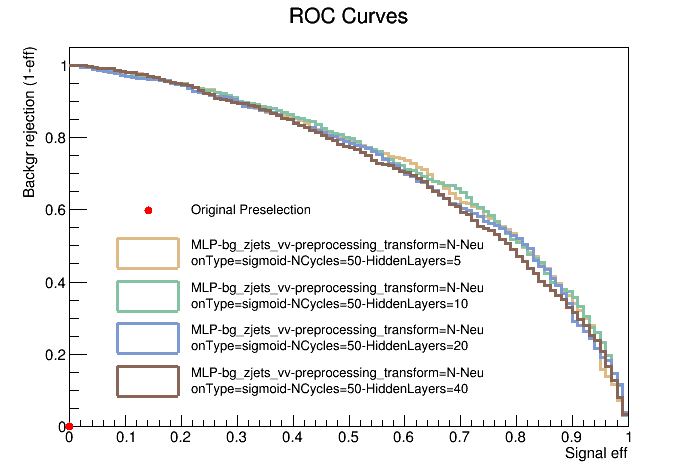 ROC Curves
Backgr rejection (1-eff)
1
0.8
0.6
0.4
0.2
0
Original Preselection
MLP-bg_zjets_vv-preprocessing_transform=N-Neu
onType=sigmoid-NCycles=50-HiddenLayers=5
MLP-bg_zjets_vv-preprocessing_transform=N-Neu
onType=sigmoid-NCycles=50-HiddenLayers=10
MLP-bg_zjets_vv-preprocessing_transform=N-Neu
onType=sigmoid-NCycles=50-HiddenLayers=20
MLP-bg_zjets_vv-preprocessing_transform=N-Neu
onType=sigmoid-NCycles=50-HiddenLayers=40
0 0.1 0.2 0.3 0.4 0.5 0.6 0.7 0.8 0.9 1
Signal eff